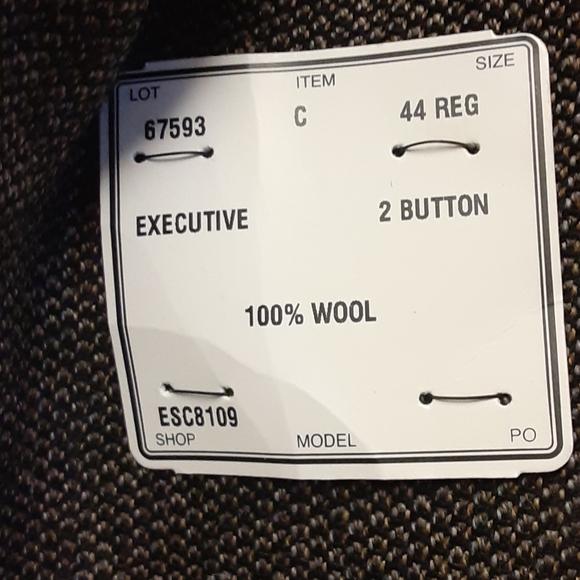 LOT ITEM SIZE
67593 C 44 REG
EXECUTIVE 2 BUTTON
100% WOOL
ESC8109
SHOP MODEL PO